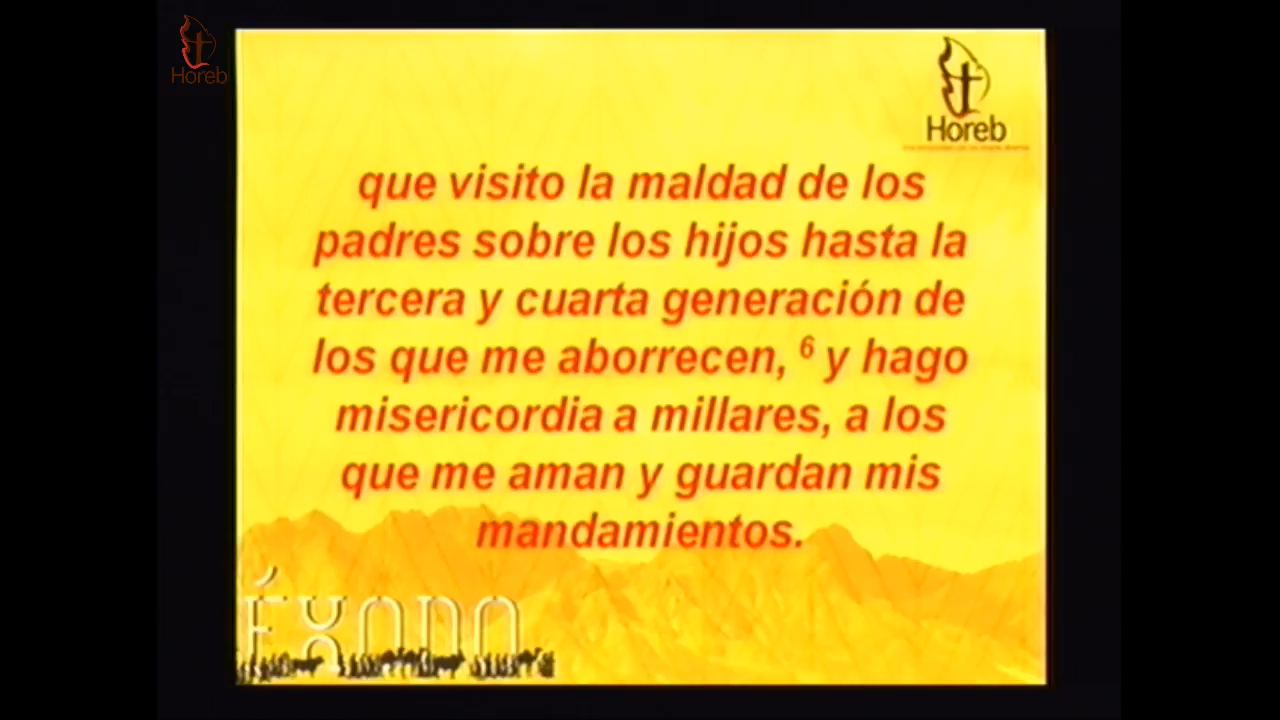 Horeb
Horeb
que visito la maldad de los
padres sobre los hijos hasta la
tercera y cuarta generación de
los que me aborrecen, ⁶ y hago
misericordia a millares, a los
que me aman y guardan mis
mandamientos.
ÉXODO